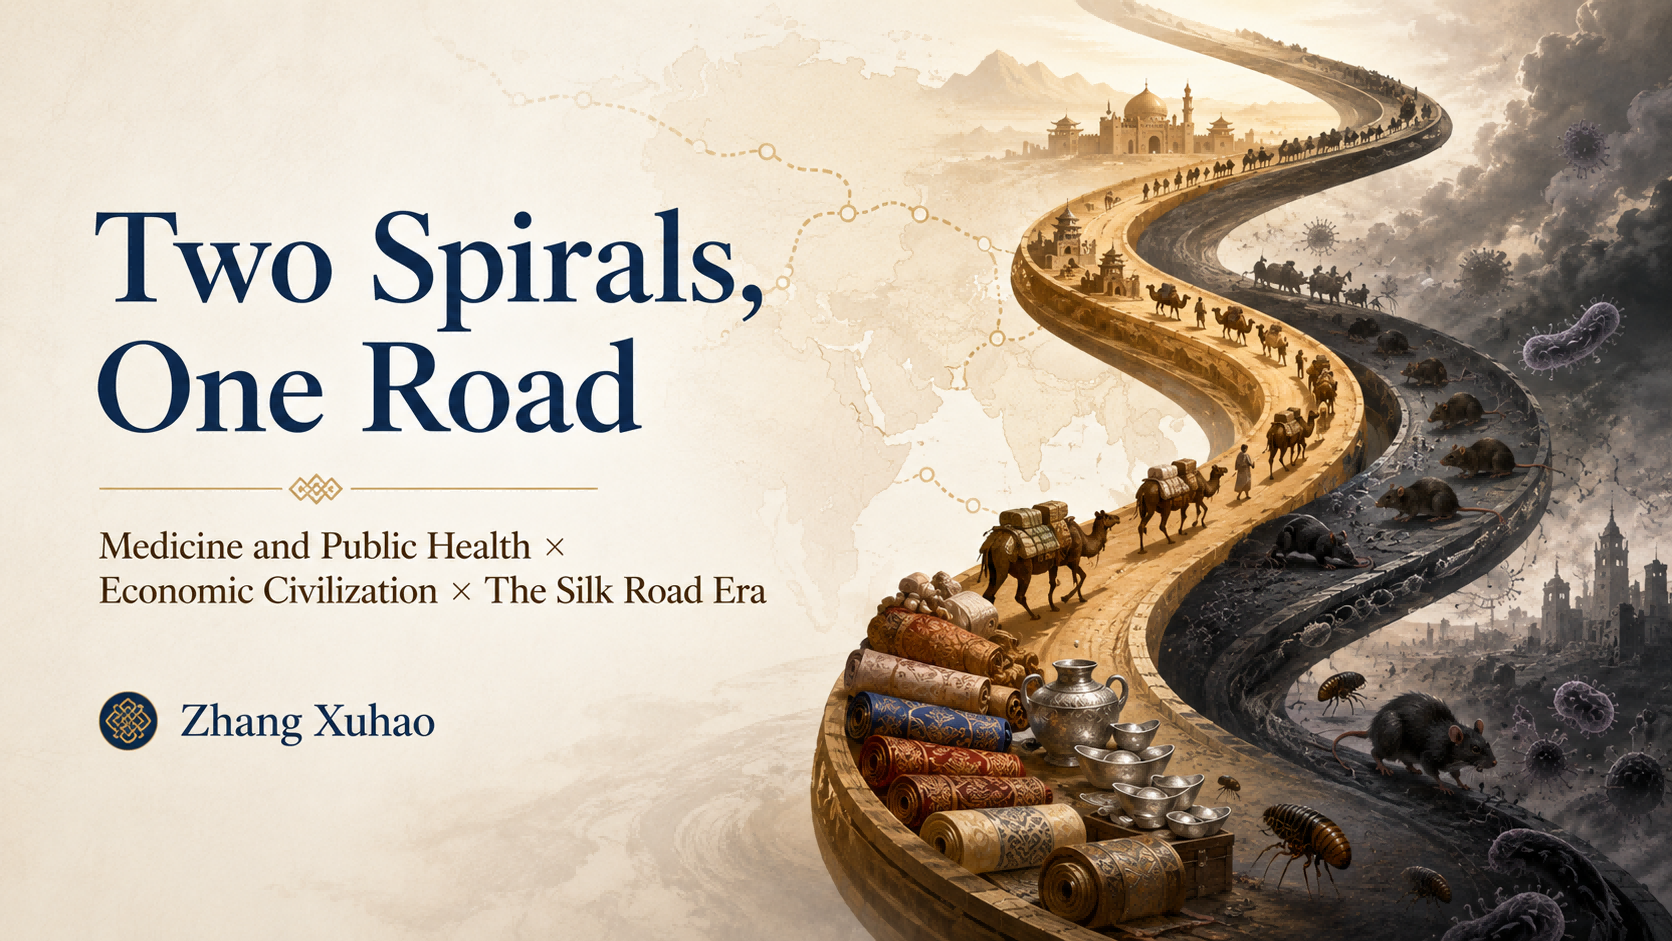 Two Spirals,
One Road
Medicine and Public Health ×
Economic Civilization × The Silk Road Era
Zhang Xuhao